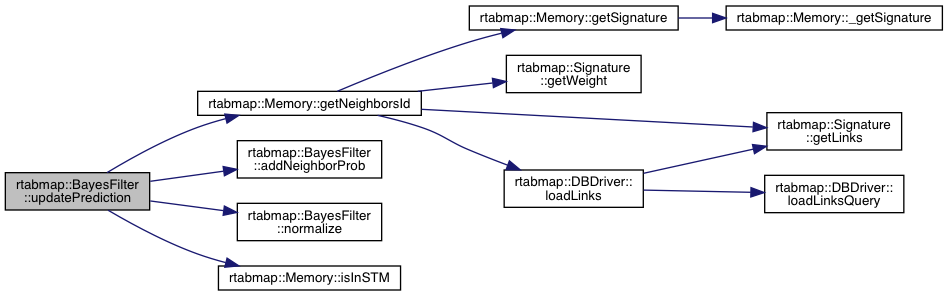 rtabmap::BayesFilter
::updatePrediction
rtabmap::Memory::getNeighborsId
rtabmap::BayesFilter
::addNeighborProb
rtabmap::BayesFilter
::normalize
rtabmap::Memory::isInSTM
rtabmap::Memory::getSignature
rtabmap::Signature
::getWeight
rtabmap::DBDriver::
loadLinks
rtabmap::Memory::_getSignature
rtabmap::Signature
::getLinks
rtabmap::DBDriver::
loadLinksQuery